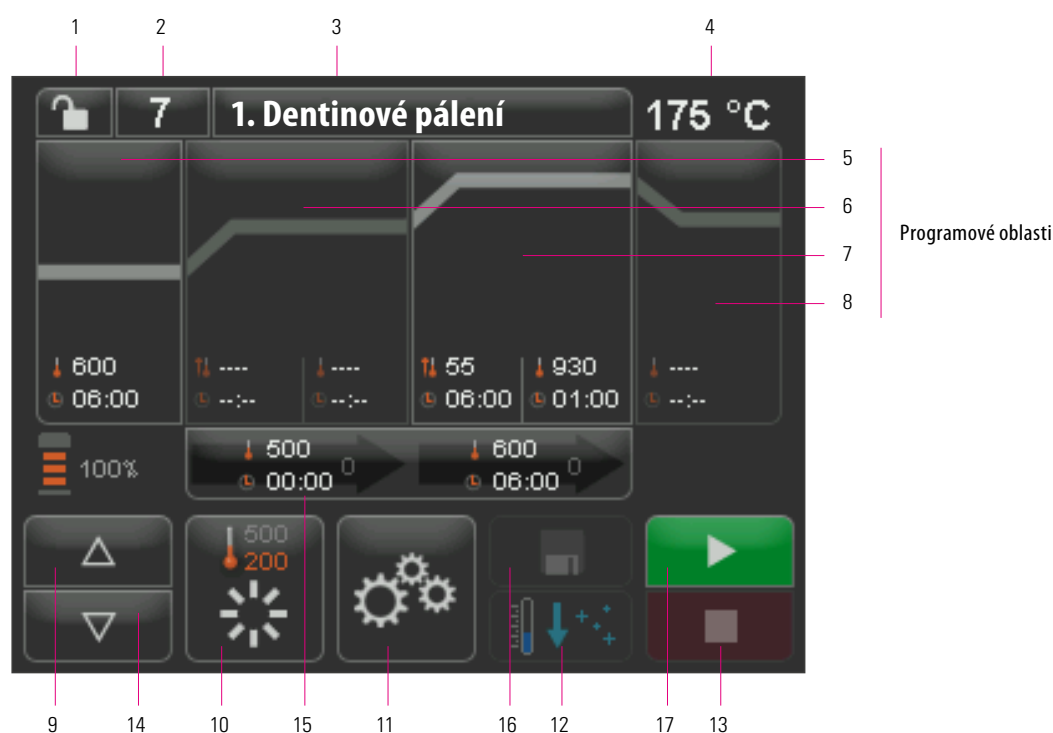 1 2 3 4
7 1. Dentinové pálení 175 °C
5
6
Programové oblasti
7
8
600 ---- ---- 55 930 ----
06:00 --:-- --:-- 06:00 01:00 --:--
500 600
100% 0 0
00:00 06:00
500
200
9 14 10 15 11 16 12 17 13